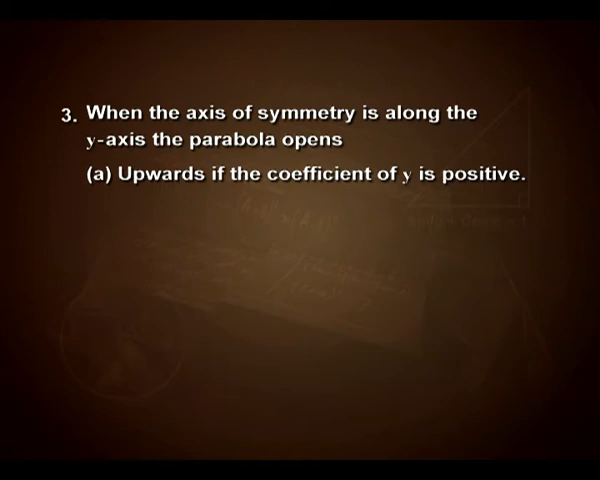 3. When the axis of symmetry is along the
y-axis the parabola opens
(a) Upwards if the coefficient of y is positive.